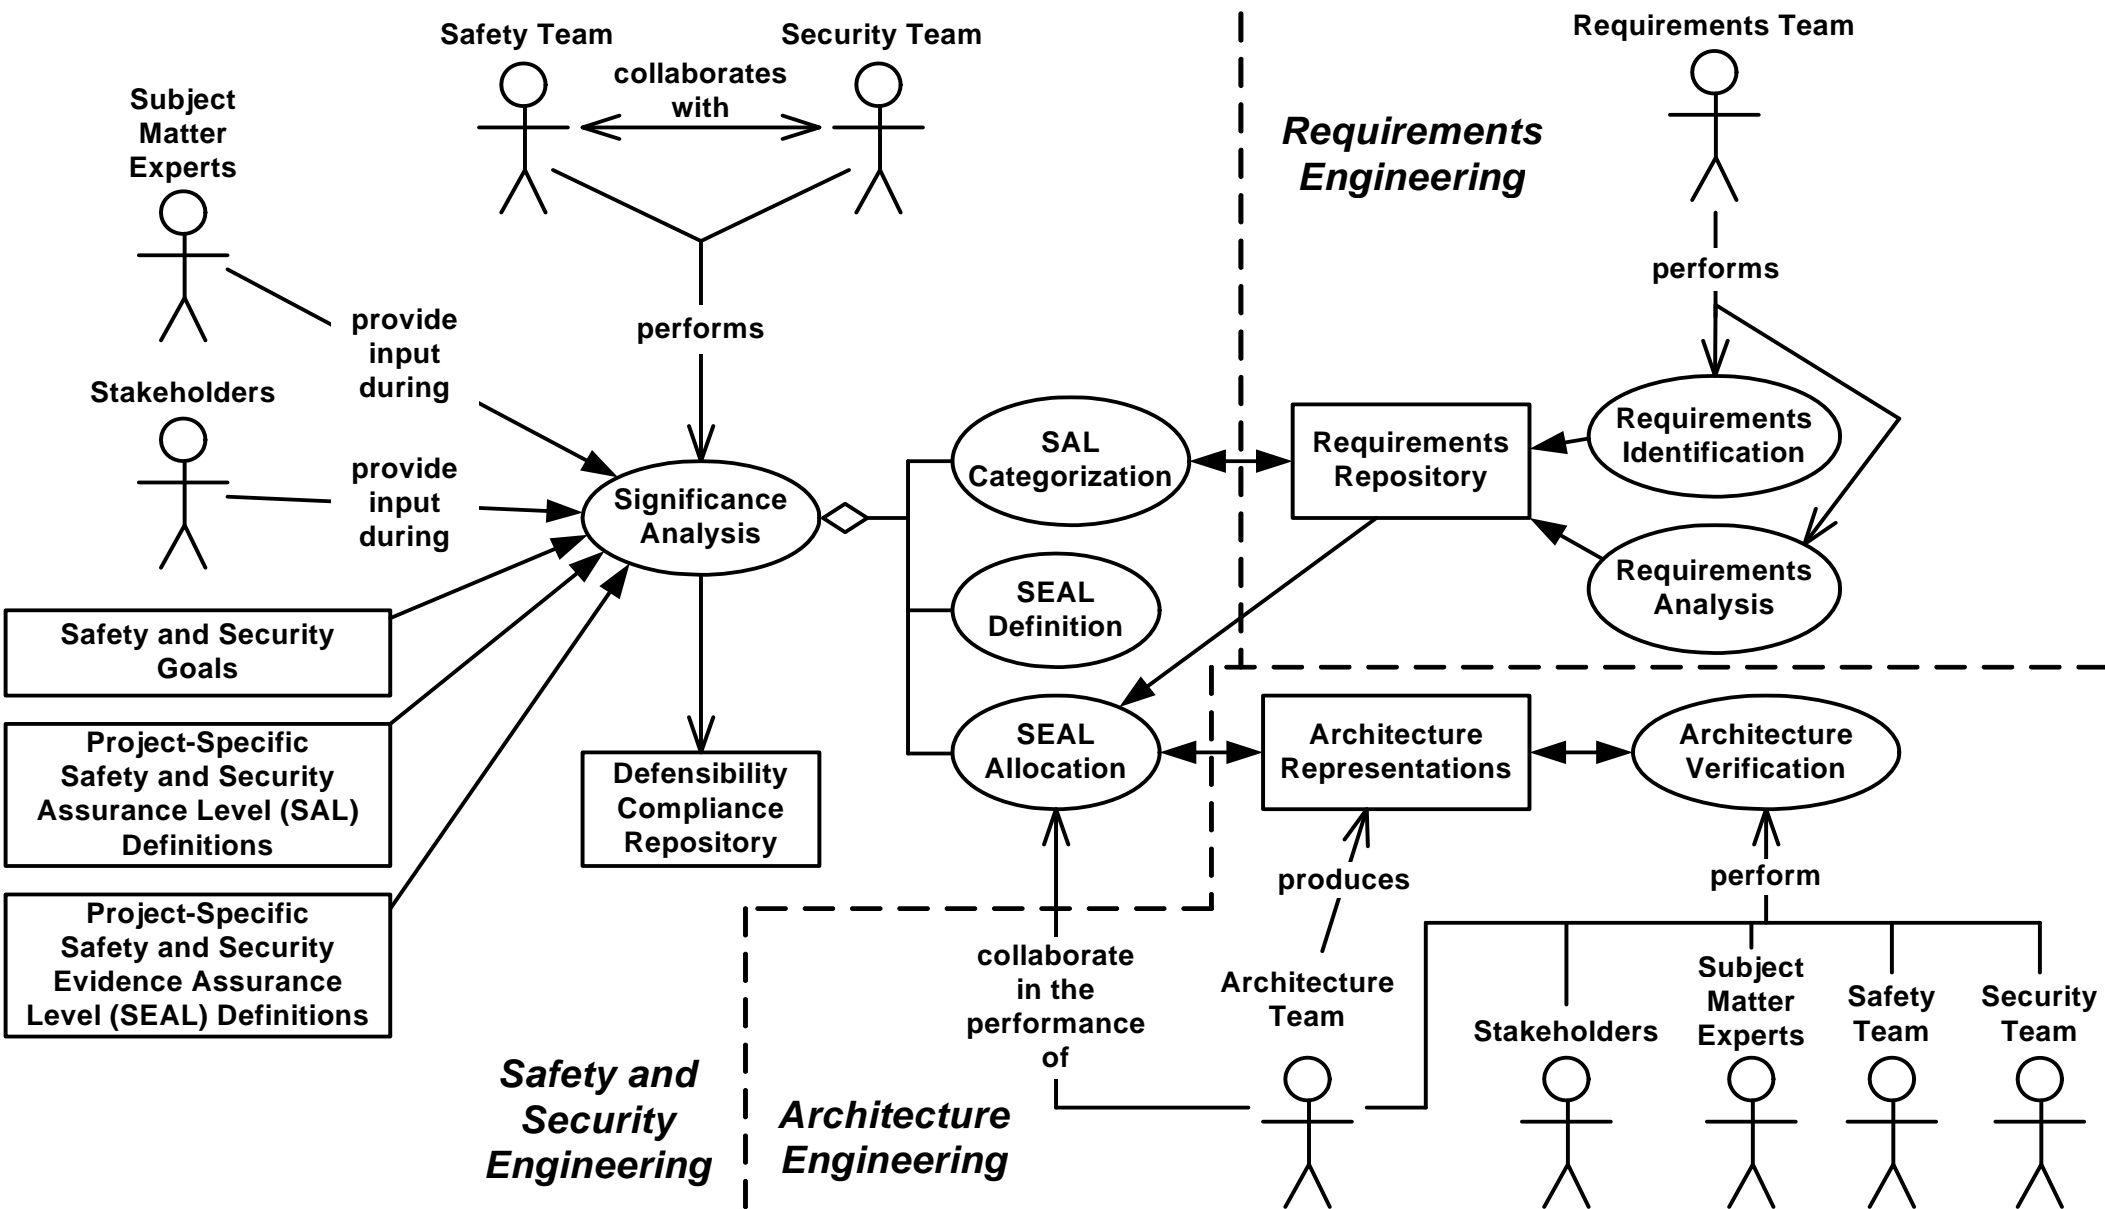 Safety Team
Security Team
Requirements Team
collaborates
with
Subject
Matter
Experts
Requirements
Engineering
performs
provide
input
during
performs
Stakeholders
provide
input
during
Significance
Analysis
SAL
Categorization
Requirements
Repository
Requirements
Identification
Requirements
Analysis
SEAL
Definition
Safety and Security
Goals
Project-Specific
Safety and Security
Assurance Level (SAL)
Definitions
Defensibility
Compliance
Repository
SEAL
Allocation
Architecture
Representations
Architecture
Verification
produces
perform
Project-Specific
Safety and Security
Evidence Assurance
Level (SEAL) Definitions
collaborate
in the
performance
of
Architecture
Team
Stakeholders
Subject
Matter
Experts
Safety
Team
Security
Team
Safety and
Security
Engineering
Architecture
Engineering